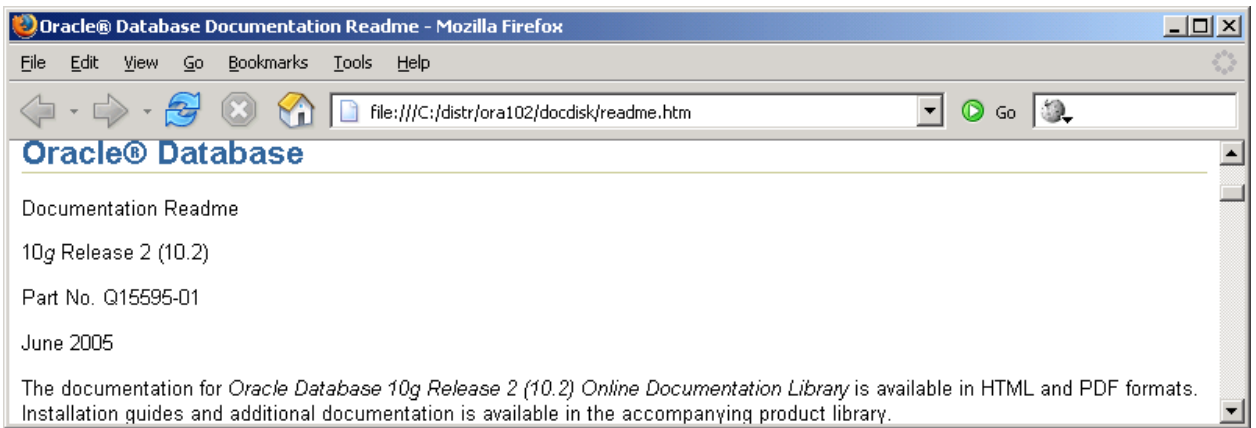 Oracle® Database Documentation Readme - Mozilla Firefox
File Edit View Go Bookmarks Tools Help
file:///C:/distr/ora102/docdisk/readme.htm Go
Oracle® Database
Documentation Readme
10g Release 2 (10.2)
Part No. Q15595-01
June 2005
The documentation for Oracle Database 10g Release 2 (10.2) Online Documentation Library is available in HTML and PDF formats.
Installation guides and additional documentation is available in the accompanying product library.